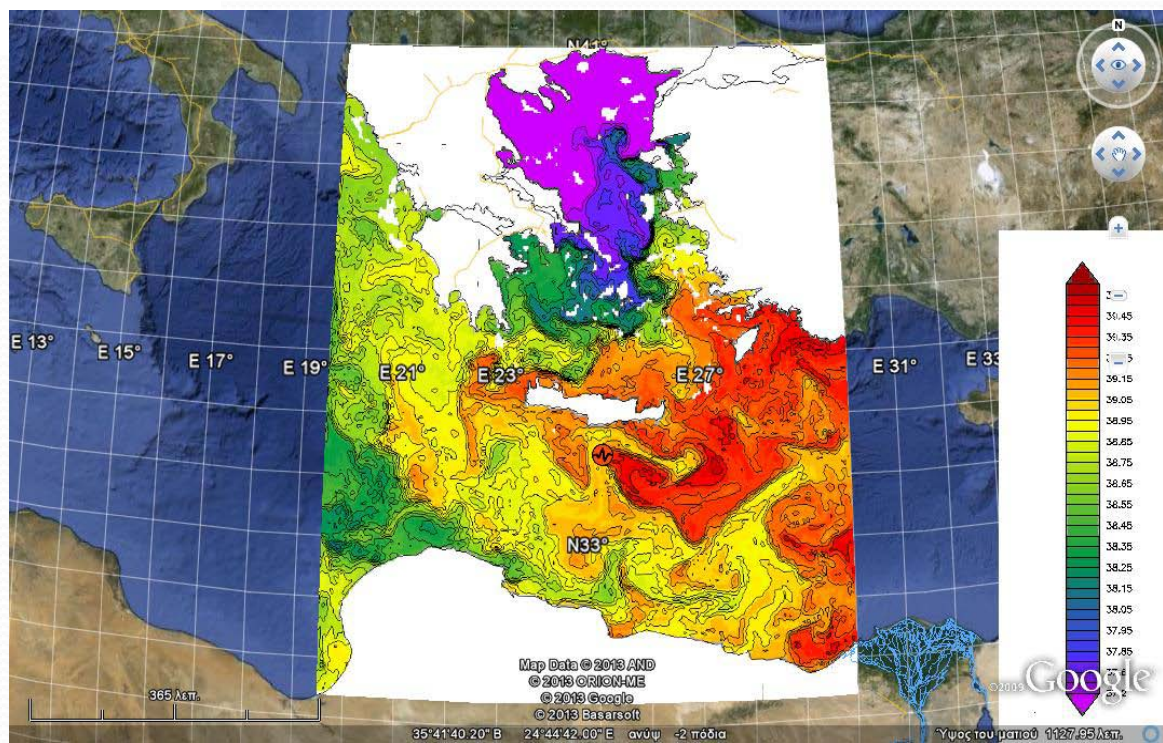 N
N41°
39.45
39.35
E 13°
E 15°
E 17°
E 19°
E 21°
E 23°
E 27°
E 31°
E 33
39.15
39.05
38.95
38.85
38.75
38.65
38.55
38.45
38.35
38.25
38.15
38.05
37.95
37.85
N33°
Map Data © 2013 AND
© 2013 ORION-ME
© 2013 Google
© 2013 Basarsoft
365 λεπ.
Google
35°41'40.20" Β 24°44'42.00" Ε ανύψ -2 πόδια
Ύψος του ματιού 1127.95 λεπ.